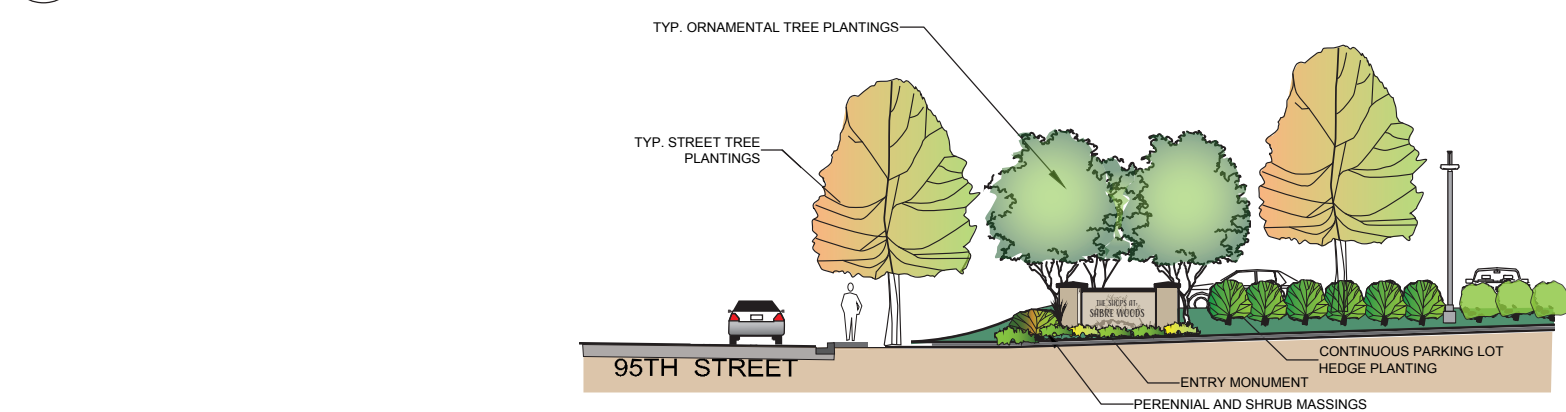 TYP. ORNAMENTAL TREE PLANTINGS
TYP. STREET TREE
PLANTINGS
THE SHOPS AT
SABRE WOODS
95TH STREET
CONTINUOUS PARKING LOT
HEDGE PLANTING
ENTRY MONUMENT
PERENNIAL AND SHRUB MASSINGS